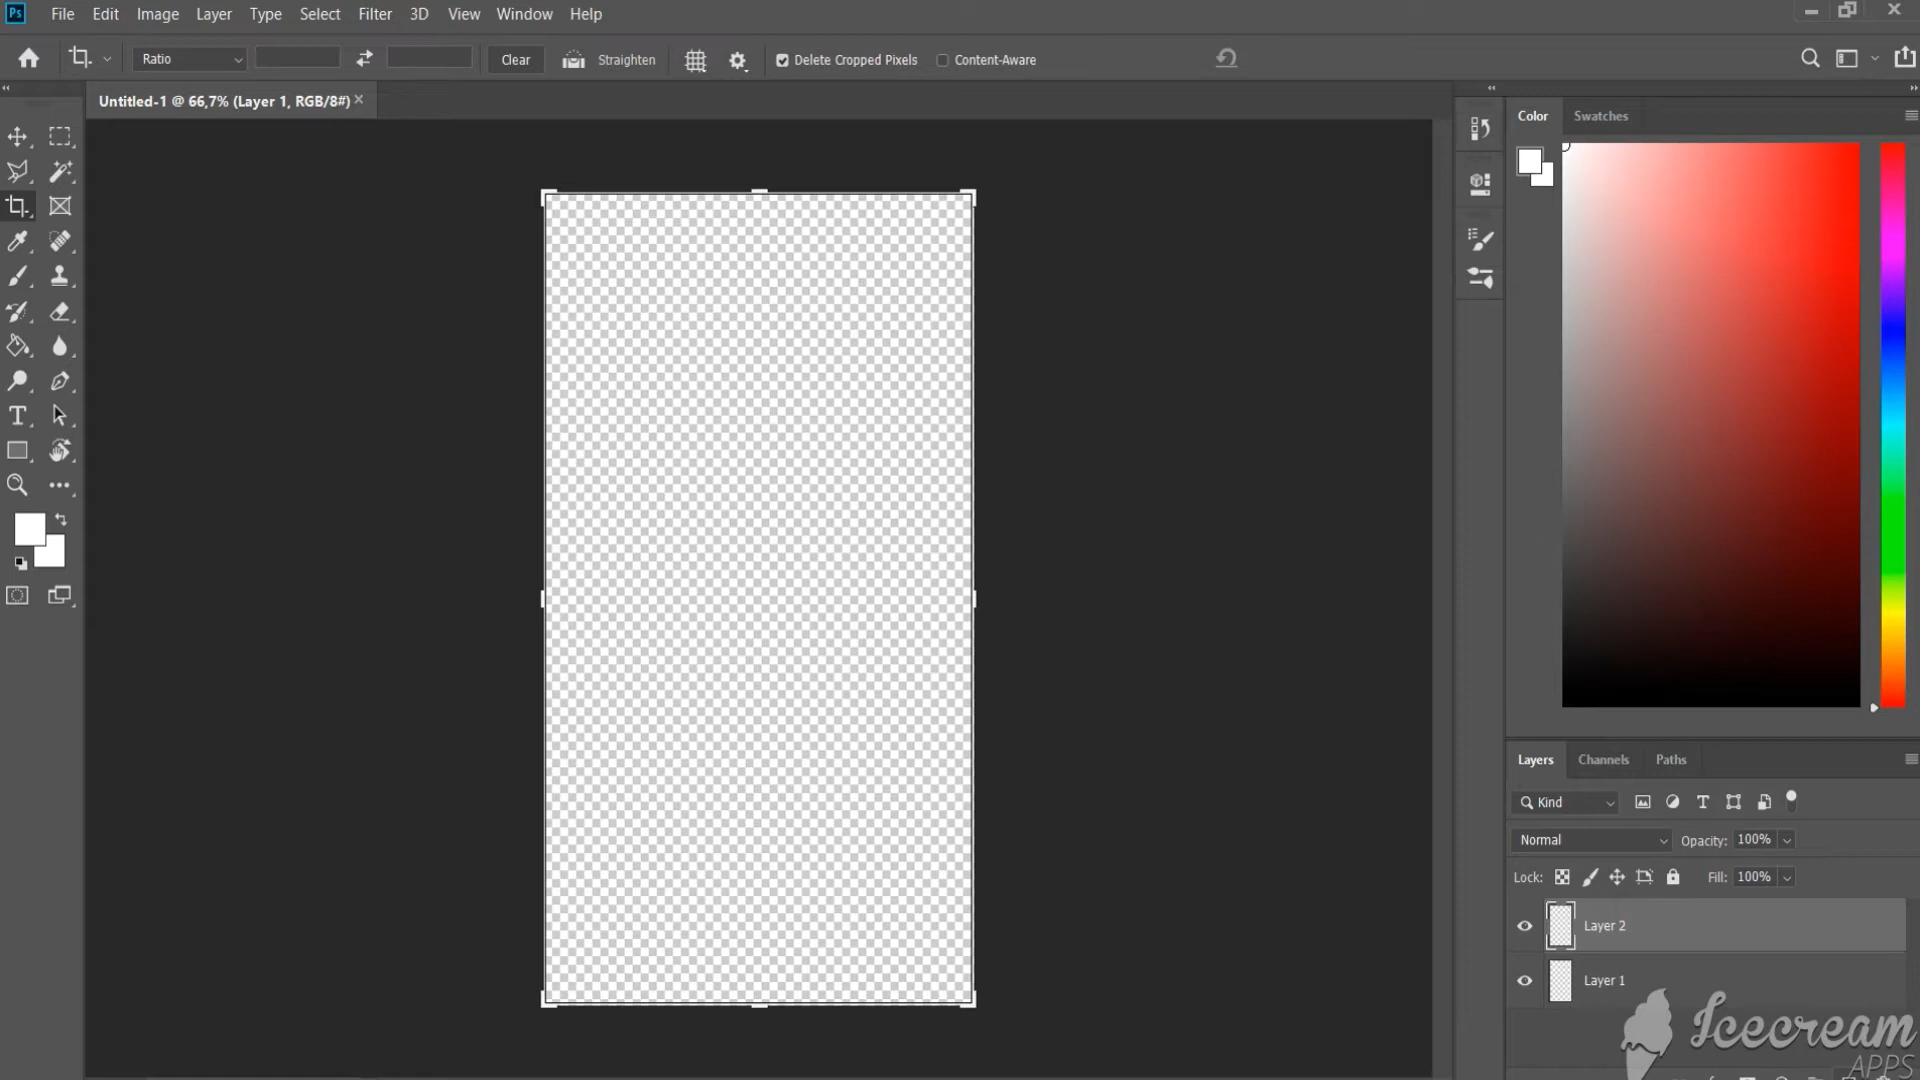 Ps File Edit Image Layer Type Select Filter 3D View Window Help
Ratio Clear Straighten Delete Cropped Pixels Content-Aware
Untitled-1 @ 66,7% (Layer 1, RGB/8#)
Color Swatches
Layers Channels Paths
Kind
Normal Opacity: 100%
Lock: Fill: 100%
Layer 2
Layer 1
Icecream
APPS